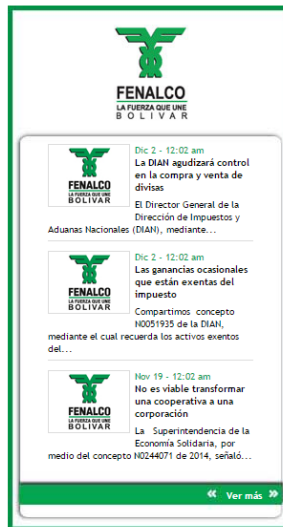 FENALCO
LA FUERZA QUE UNE
BOLIVAR
FENALCO
LA FUERZA QUE UNE
BOLIVAR
Dic 2 - 12:02 am
La DIAN agudizará control
en la compra y venta de
divisas
El Director General de la
Dirección de Impuestos y
Aduanas Nacionales (DIAN), mediante...
FENALCO
LA FUERZA QUE UNE
BOLIVAR
Dic 2 - 12:02 am
Las ganancias ocasionales
que están exentas del
impuesto
Compartimos concepto
N0051935 de la DIAN,
mediante el cual recuerda los activos exentos
del...
FENALCO
LA FUERZA QUE UNE
BOLIVAR
Nov 19 - 12:02 am
No es viable transformar
una cooperativa a una
corporación
La Superintendencia de la
Economía Solidaria, por
medio del concepto N0244071 de 2014, señaló...
« Ver más »